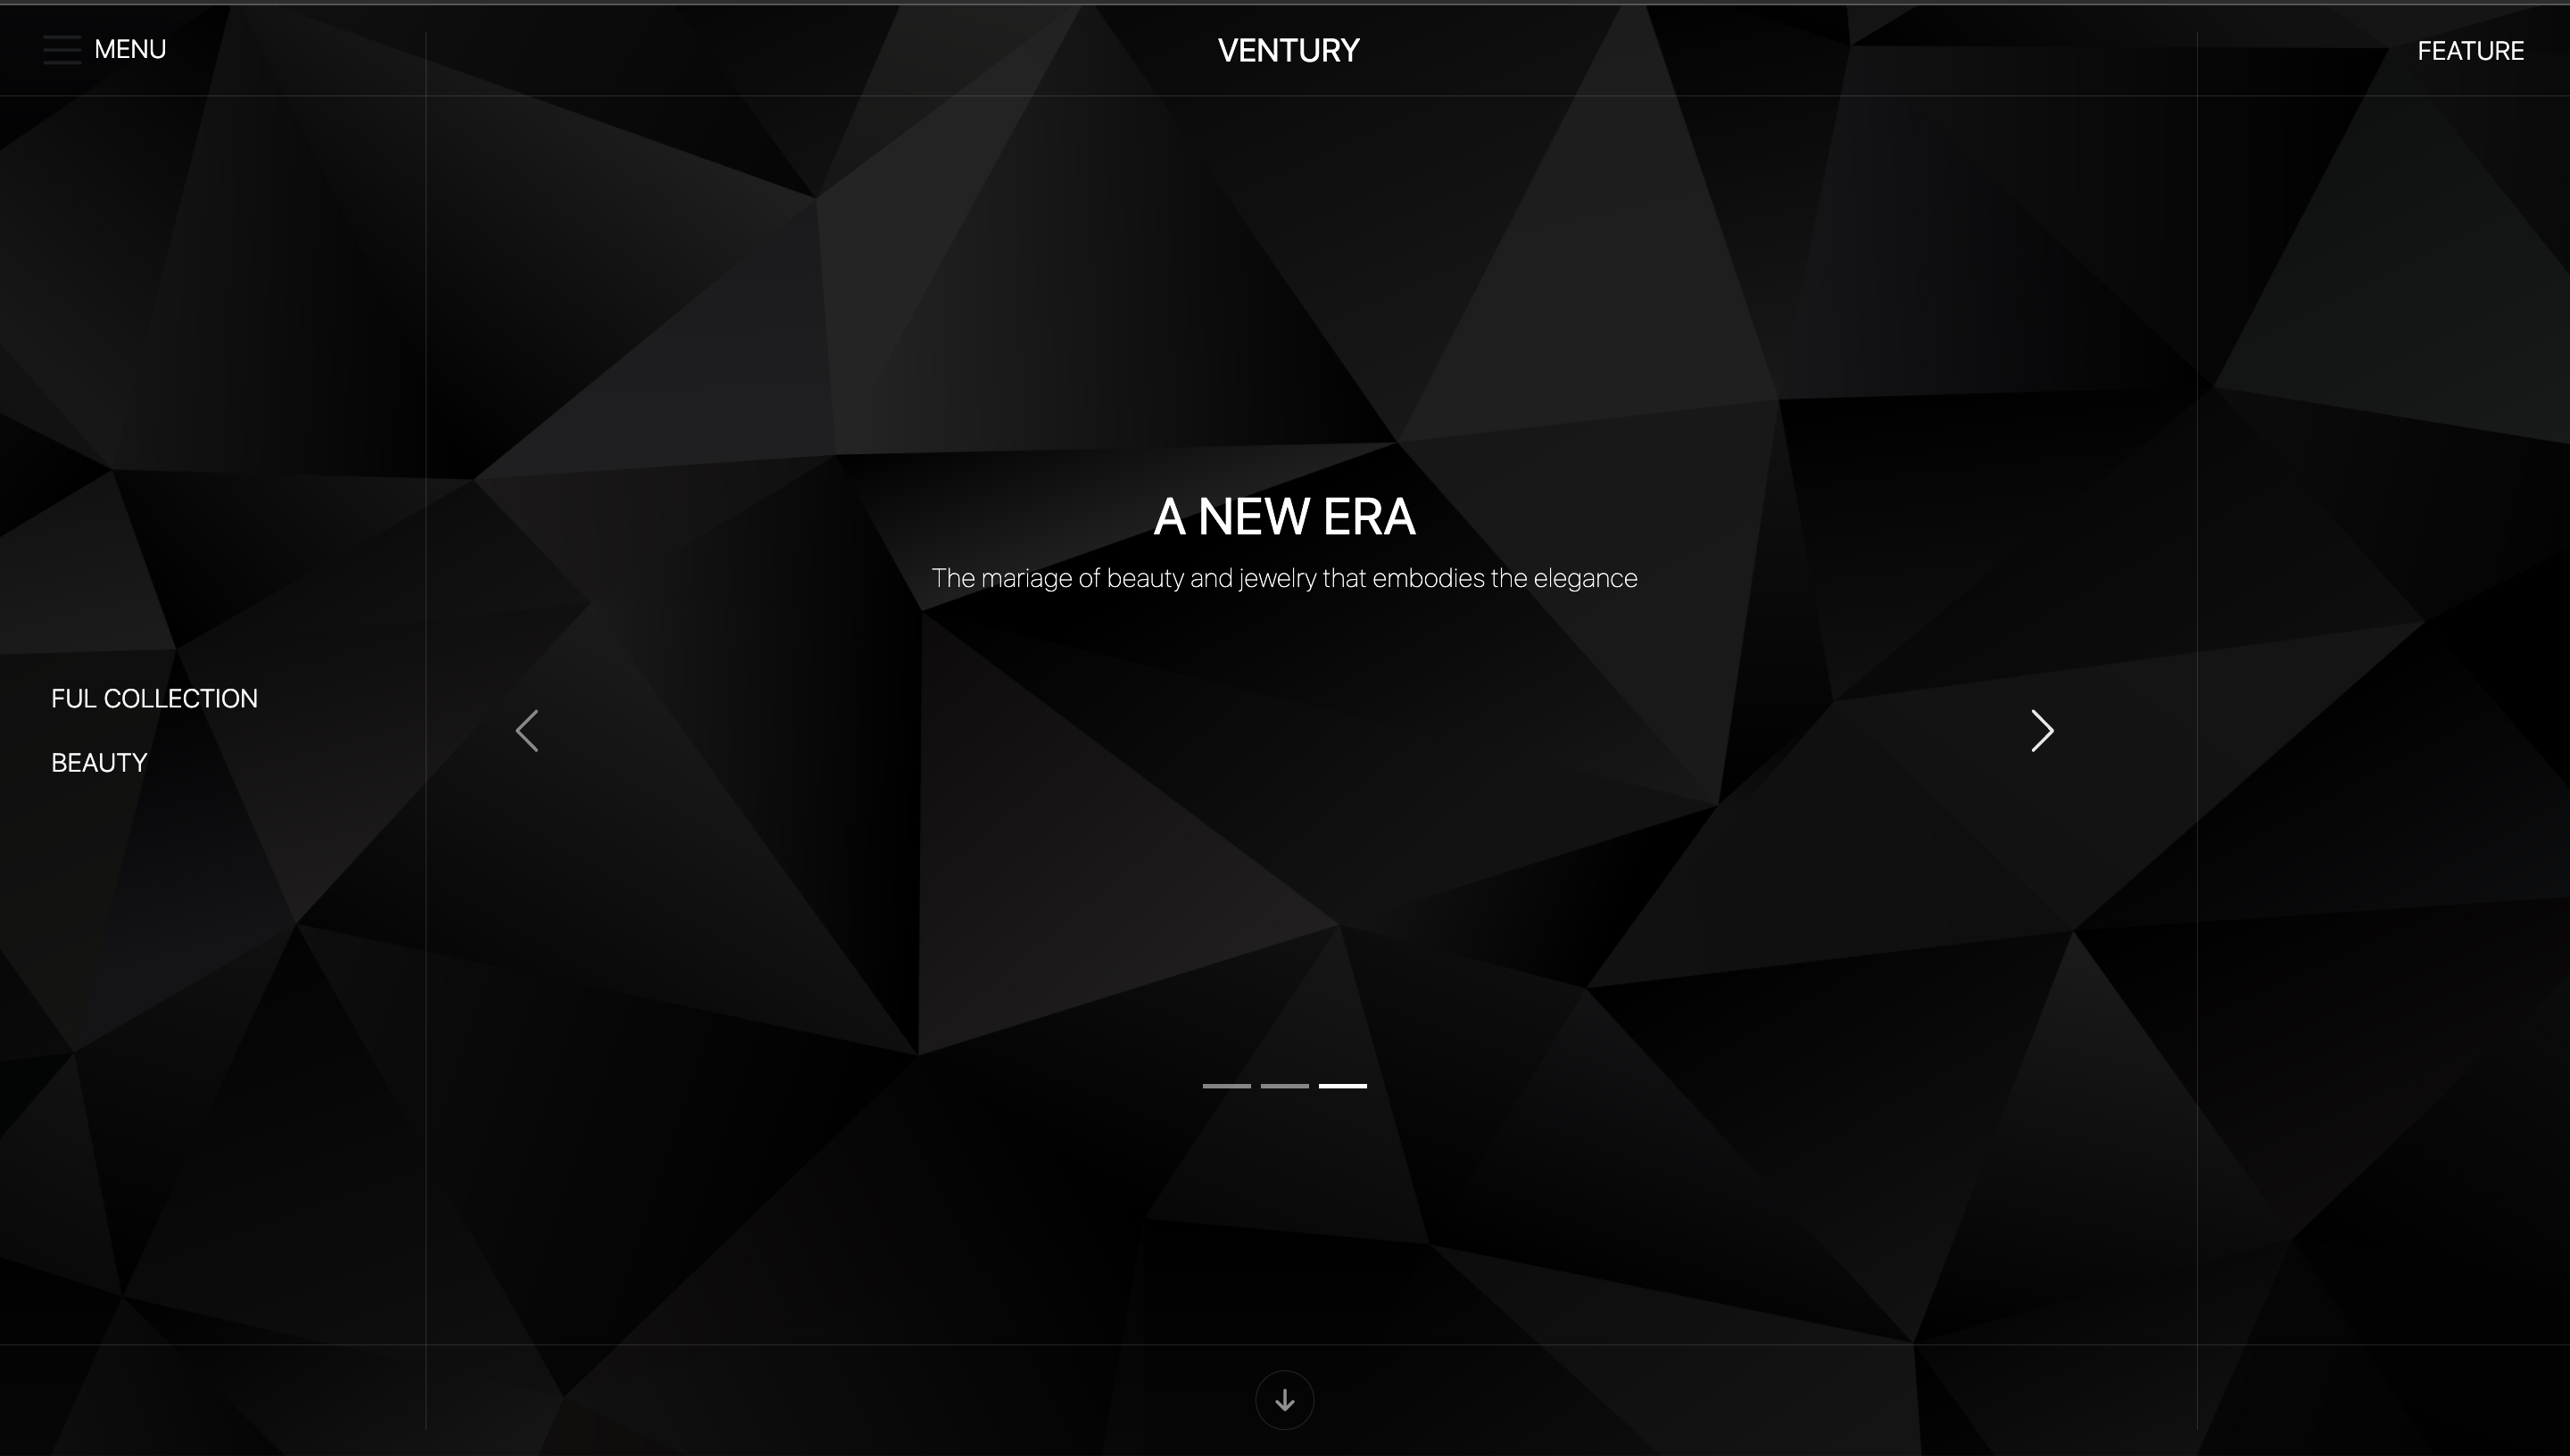 MENU
VENTURY
FEATURE
A NEW ERA
The mariage of beauty and jewelry that embodies the elegance
FUL COLLECTION
BEAUTY